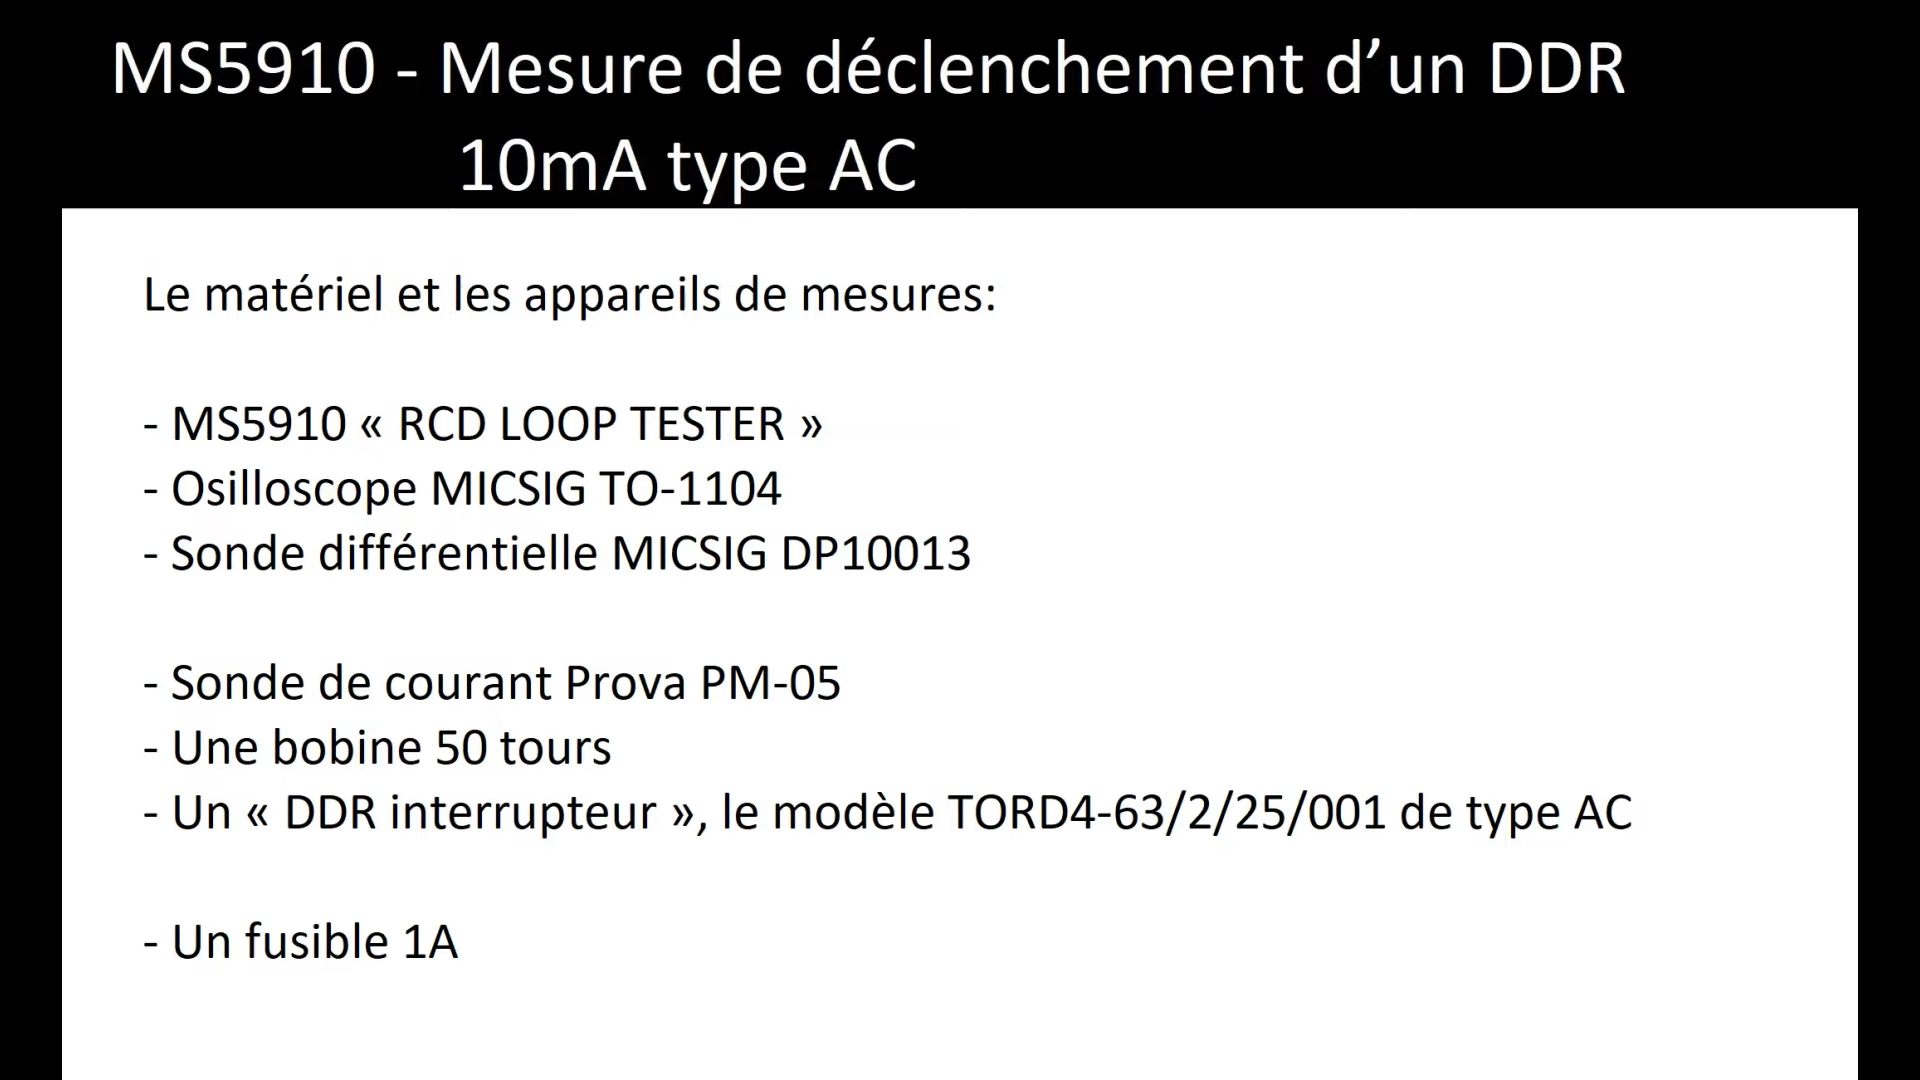 MS5910 - Mesure de déclenchement d’un DDR
10mA type AC
Le matériel et les appareils de mesures:
- MS5910 « RCD LOOP TESTER »
- Osilloscope MICSIG TO-1104
- Sonde différentielle MICSIG DP10013
- Sonde de courant Prova PM-05
- Une bobine 50 tours
- Un « DDR interrupteur », le modèle TORD4-63/2/25/001 de type AC
- Un fusible 1A